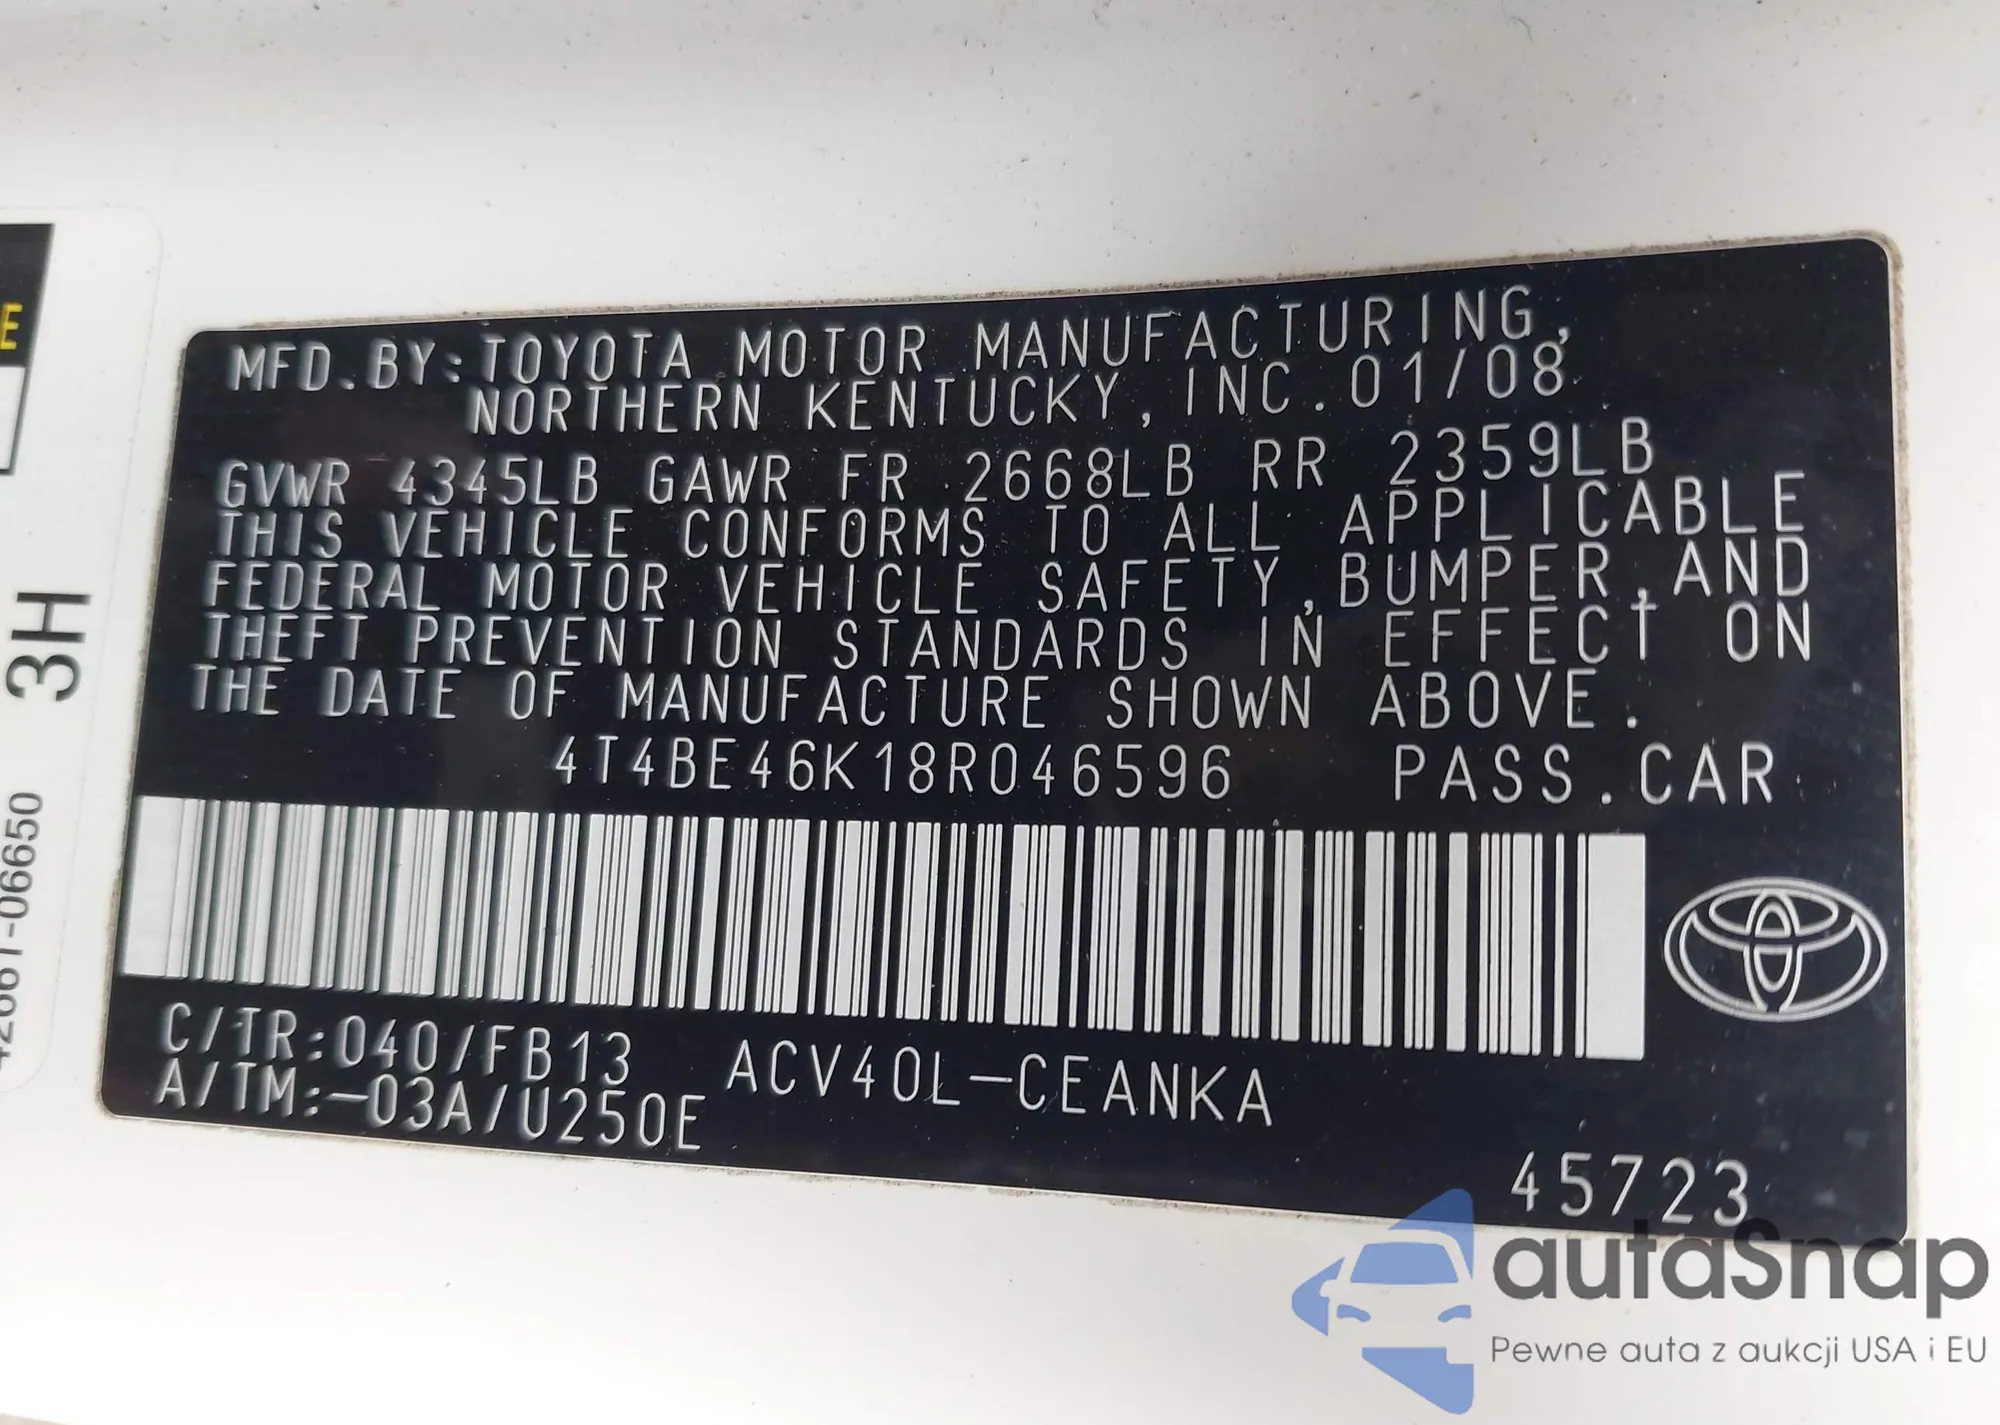 MFD.BY:TOYOTA MOTOR MANUFACTURING,
NORTHERN KENTUCKY, INC. 01/08
GVWR 4345LB GAWR FR 2668LB RR 2359LB
THIS VEHICLE CONFORMS TO ALL APPLICABLE
FEDERAL MOTOR VEHICLE SAFETY, BUMPER, AND
THEFT PREVENTION STANDARDS IN EFFECT ON
THE DATE OF MANUFACTURE SHOWN ABOVE.
4T4BE46K18R046596 PASS.CAR
C/TR:040/FB13 ACV40L-CEANKA
A/TM:-03A/U250E
45723
E
3H
42661-06650
autoSnap
Pewne auta z aukcji USA i EU